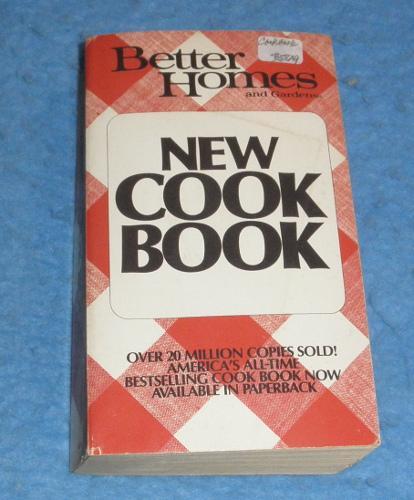 Better
Homes
and Gardens
NEW
COOK
BOOK
OVER 20 MILLION COPIES SOLD!
AMERICA'S ALL-TIME
BESTSELLING COOK BOOK NOW
AVAILABLE IN PAPERBACK